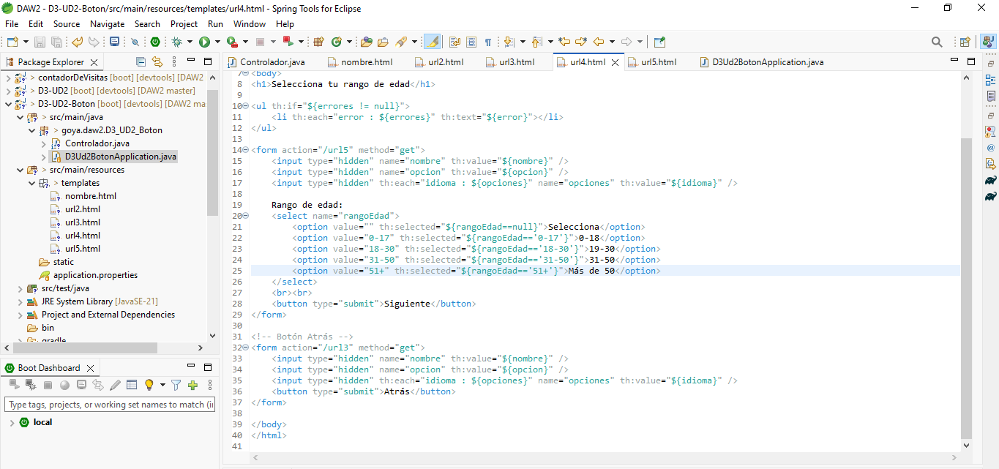 DAW2 - D3-UD2-Boton/src/main/resources/templates/url4.html - Spring Tools for Eclipse
File Edit Source Navigate Search Project Run Window Help
Package Explorer
> contadorDeVisitas [boot] [devtools] [DAW2
> D3-UD2 [boot] [devtools] [DAW2 master]
> D3-UD2-Boton [boot] [devtools] [DAW2 ma
> src/main/java
> goya.daw2.D3_UD2_Boton
Controlador.java
D3Ud2BotonApplication.java
> src/main/resources
> templates
nombre.html
url2.html
url3.html
url4.html
url5.html
static
application.properties
src/test/java
JRE System Library [JavaSE-21]
Project and External Dependencies
bin
gradle
Boot Dashboard
Type tags, projects, or working set names to match (i
local
Controlador.java nombre.html url2.html url3.html url4.html url5.html D3Ud2BotonApplication.java
7 <body>
8 <h1>Selecciona tu rango de edad</h1>
9
10 <ul th:if="${errores != null}">
11 <li th:each="error : ${errores}" th:text="${error}"></li>
12 </ul>
13
14 <form action="/url5" method="get">
15 <input type="hidden" name="nombre" th:value="${nombre}" />
16 <input type="hidden" name="opcion" th:value="${opcion}" />
17 <input type="hidden" th:each="idioma : ${opciones}" name="opciones" th:value="${idioma}" />
18
19 Rango de edad:
20 <select name="rangoEdad">
21 <option value="" th:selected="${rangoEdad==null}">Selecciona</option>
22 <option value="0-17" th:selected="${rangoEdad=='0-17'}">0-18</option>
23 <option value="18-30" th:selected="${rangoEdad=='18-30'}">19-30</option>
24 <option value="31-50" th:selected="${rangoEdad=='31-50'}">31-50</option>
25 <option value="51+" th:selected="${rangoEdad=='51+'}">Más de 50</option>
26 </select>
27 <br><br>
28 <button type="submit">Siguiente</button>
29 </form>
30
31 <!-- Botón Atrás -->
32 <form action="/url3" method="get">
33 <input type="hidden" name="nombre" th:value="${nombre}" />
34 <input type="hidden" name="opcion" th:value="${opcion}" />
35 <input type="hidden" th:each="idioma : ${opciones}" name="opciones" th:value="${idioma}" />
36 <button type="submit">Atrás</button>
37 </form>
38
39 </body>
40 </html>
41